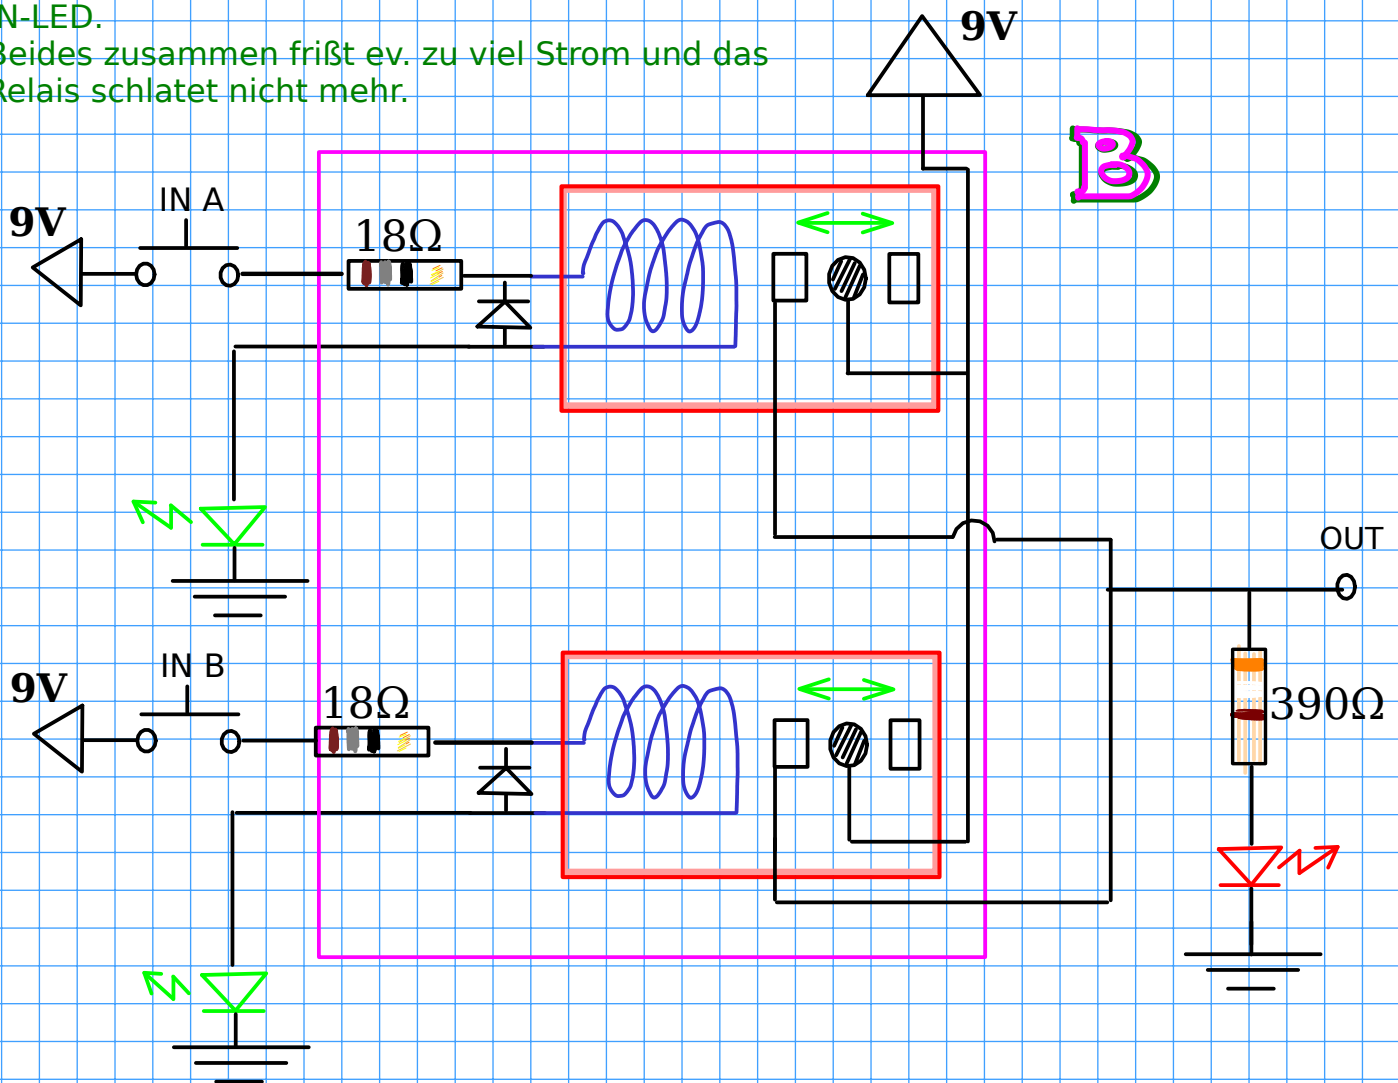 N-LED.
Beides zusammen frißt ev. zu viel Strom und das
Relais schlatet nicht mehr.
9V
B
IN A
9V
18Ω
OUT
IN B
9V
18Ω
390Ω